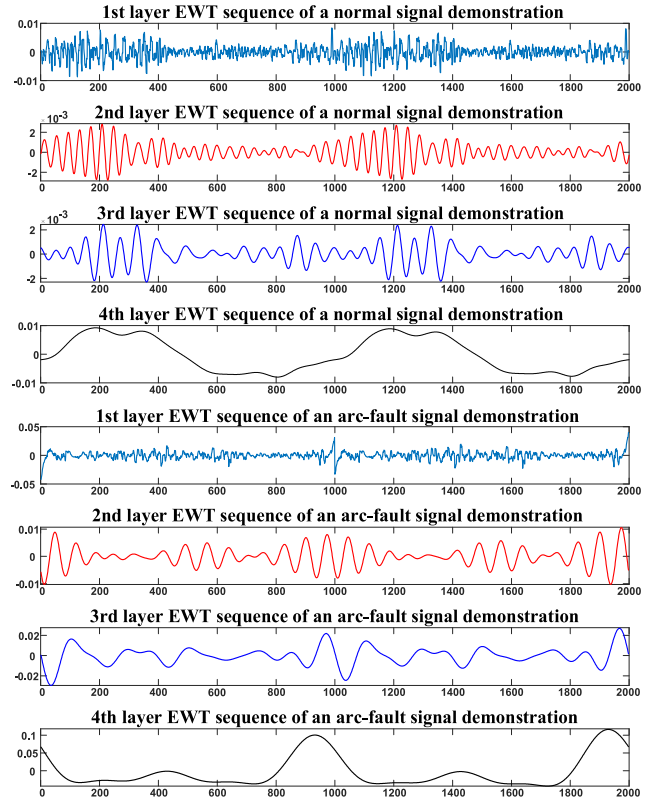 1st layer EWT sequence of a normal signal demonstration
0.01
0
-0.01
0 200 400 600 800 1000 1200 1400 1600 1800 2000
2nd layer EWT sequence of a normal signal demonstration
×10-3
2
0
-2
0 200 400 600 800 1000 1200 1400 1600 1800 2000
3rd layer EWT sequence of a normal signal demonstration
×10-3
2
0
-2
0 200 400 600 800 1000 1200 1400 1600 1800 2000
4th layer EWT sequence of a normal signal demonstration
0.01
0
-0.01
0 200 400 600 800 1000 1200 1400 1600 1800 2000
1st layer EWT sequence of an arc-fault signal demonstration
0.05
0
-0.05
0 200 400 600 800 1000 1200 1400 1600 1800 2000
2nd layer EWT sequence of an arc-fault signal demonstration
0.01
0
-0.01
0 200 400 600 800 1000 1200 1400 1600 1800 2000
3rd layer EWT sequence of an arc-fault signal demonstration
0.02
0
-0.02
0 200 400 600 800 1000 1200 1400 1600 1800 2000
4th layer EWT sequence of an arc-fault signal demonstration
0.1
0.05
0
0 200 400 600 800 1000 1200 1400 1600 1800 2000